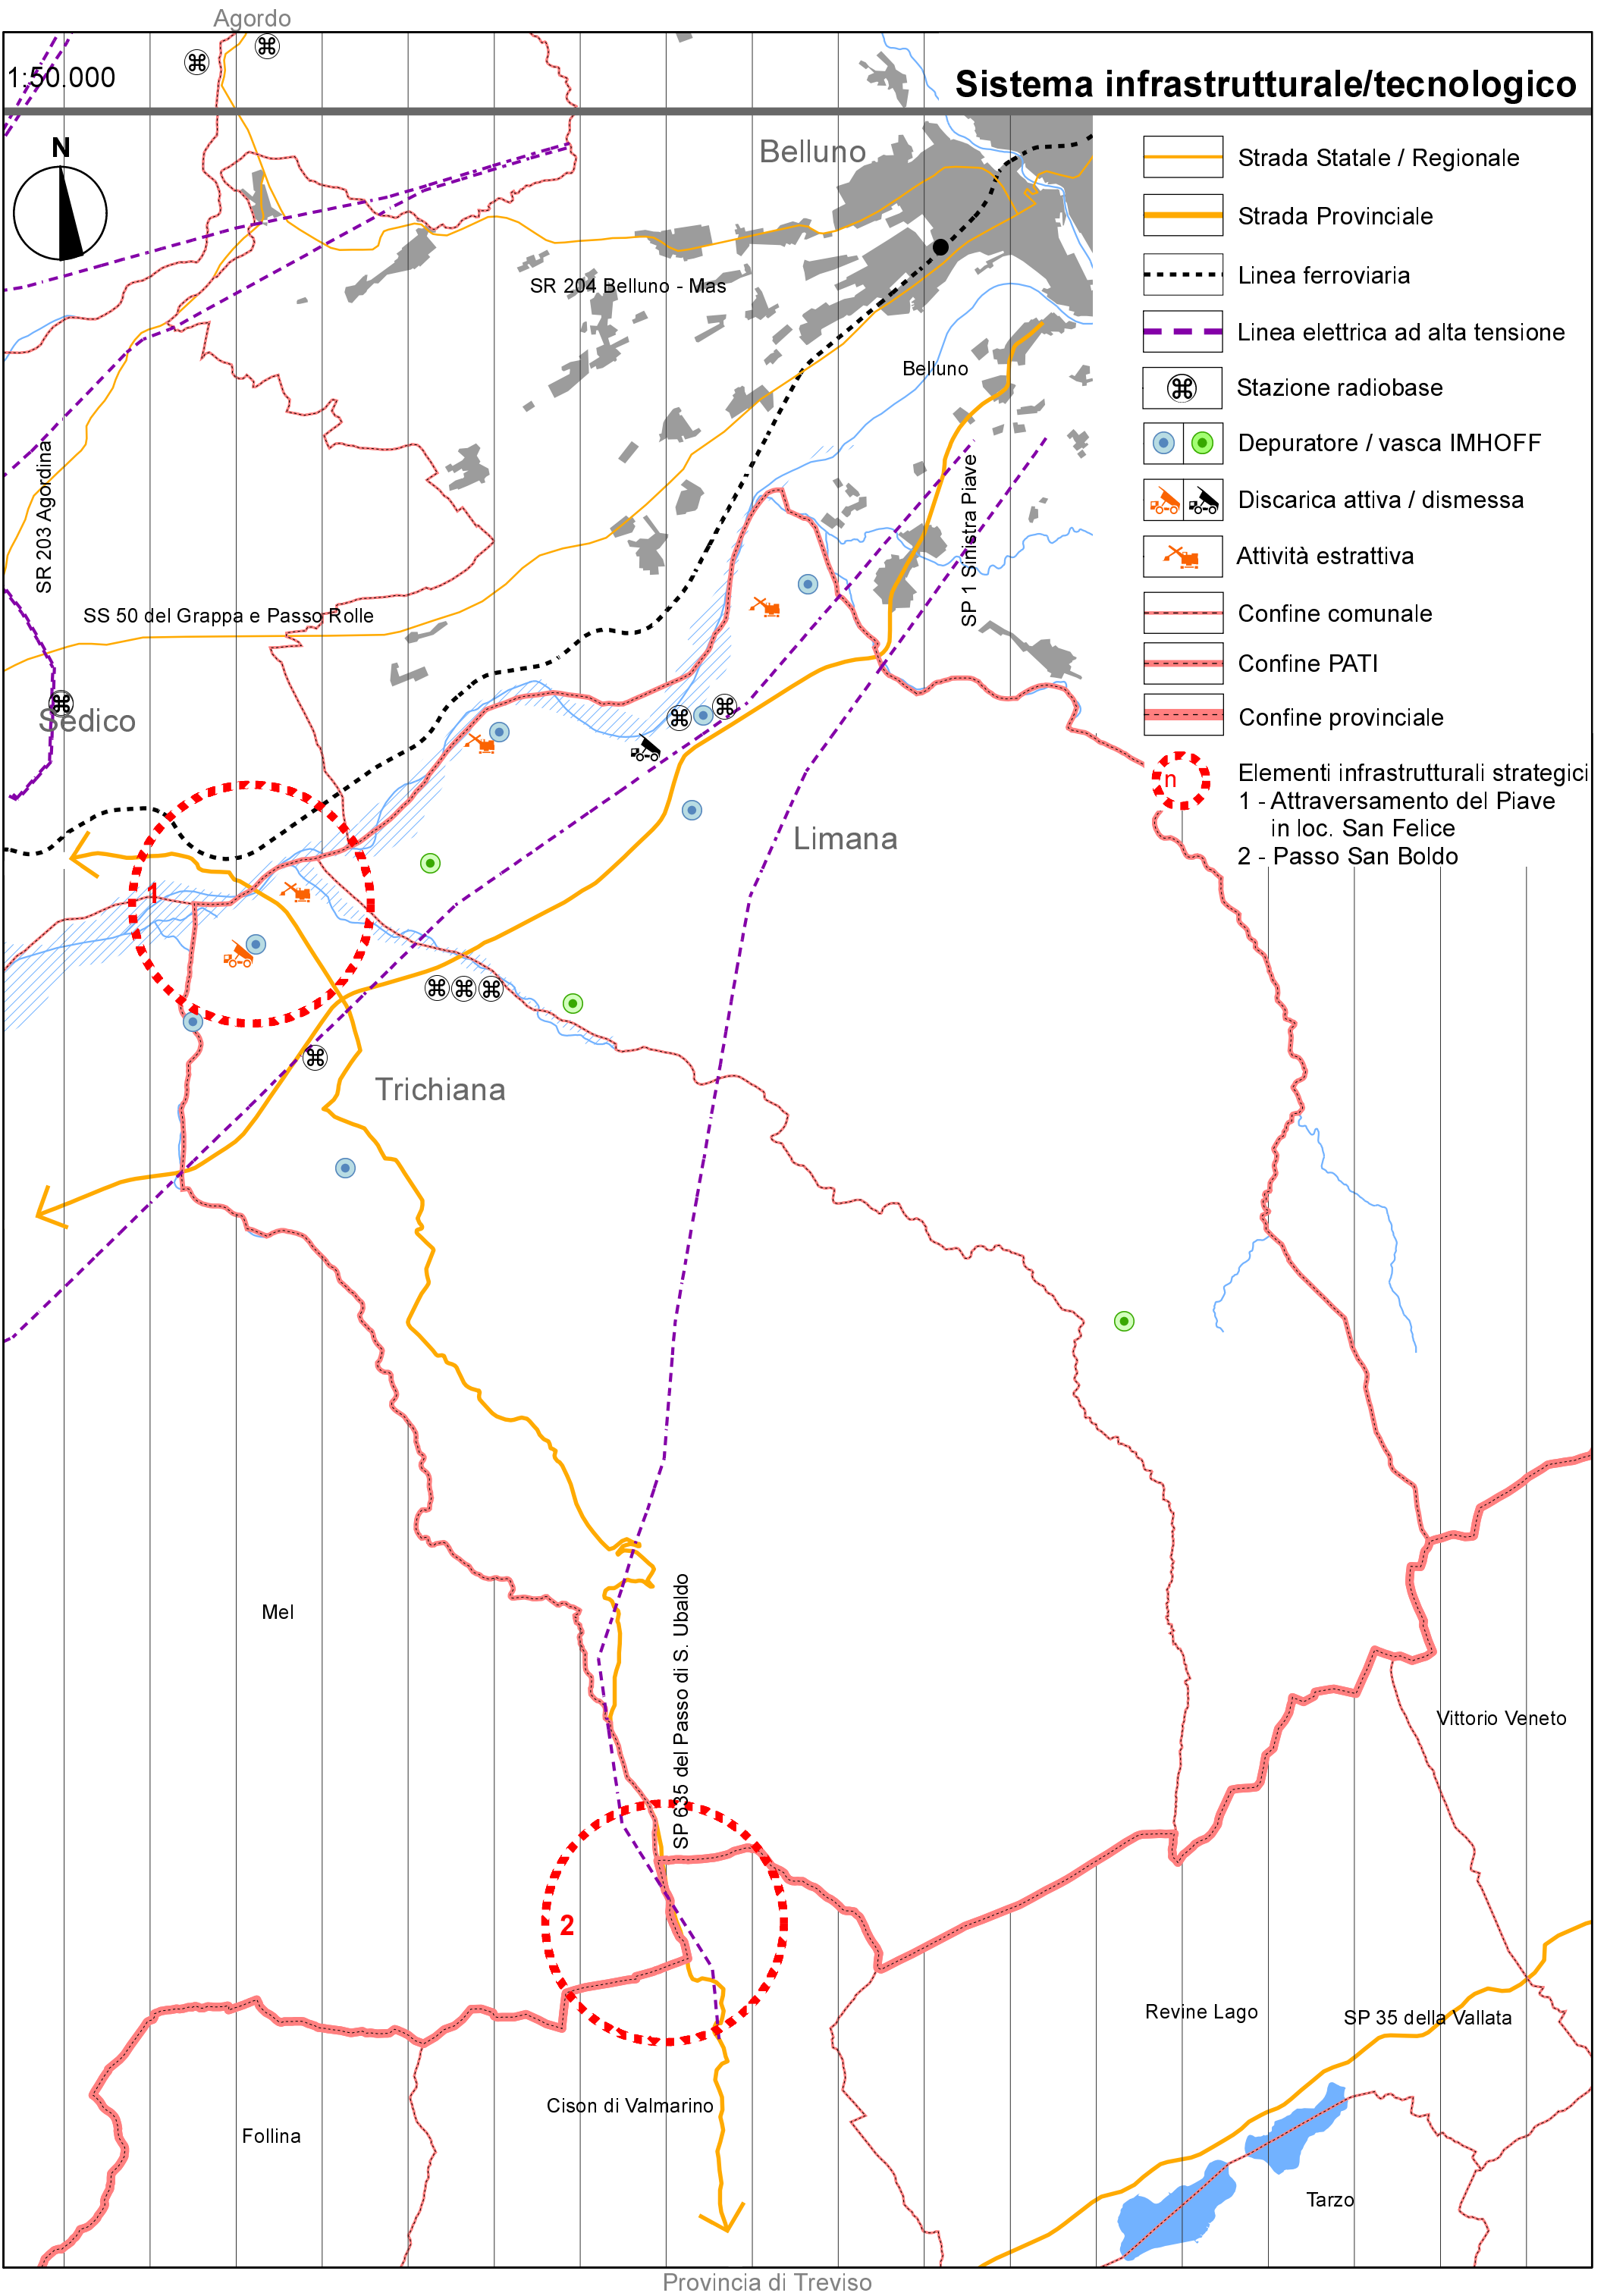 Agordo
1:50.000
Sistema infrastrutturale/tecnologico
N
Belluno
Strada Statale / Regionale
Strada Provinciale
Linea ferroviaria
SR 204 Belluno - Mas
Linea elettrica ad alta tensione
Belluno
Stazione radiobase
Depuratore / vasca IMHOFF
SR 203 Agordina
SP 1 Sinistra Piave
Discarica attiva / dismessa
Attività estrattiva
SS 50 del Grappa e Passo Rolle
Confine comunale
Confine PATI
Sedico
Confine provinciale
n
Elementi infrastrutturali strategici
1 - Attraversamento del Piave
in loc. San Felice
2 - Passo San Boldo
Limana
1
Trichiana
Mel
SP 635 del Passo di S. Ubaldo
Vittorio Veneto
2
Revine Lago
SP 35 della Vallata
Cison di Valmarino
Follina
Tarzo
Provincia di Treviso